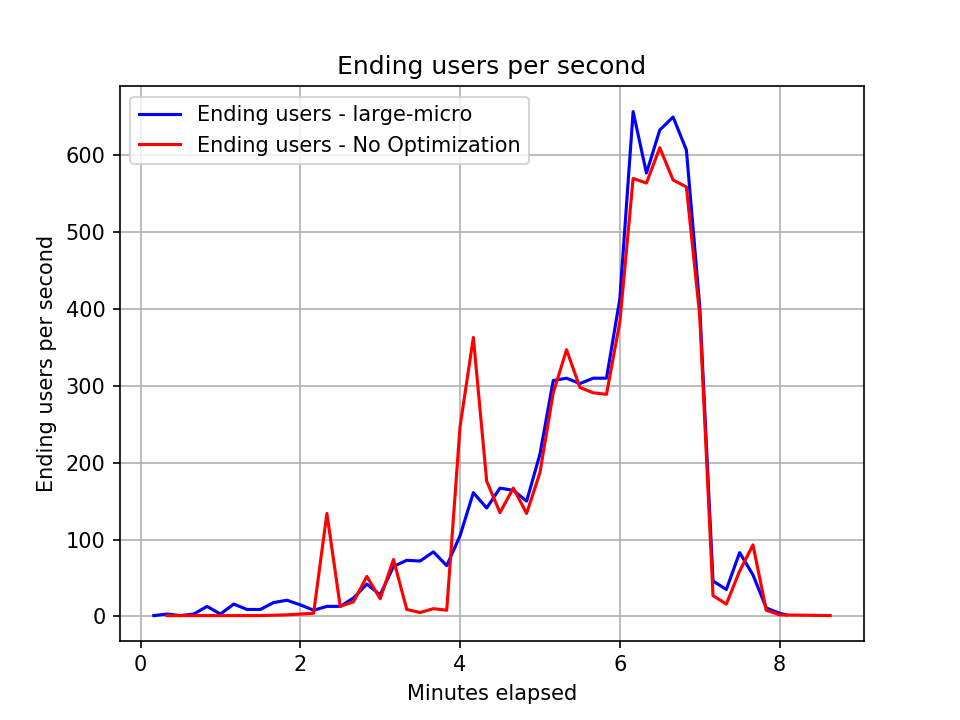 Ending users per second
Ending users - large-micro
Ending users - No Optimization
Ending users per second
600
500
400
300
200
100
0
0 2 4 6 8
Minutes elapsed